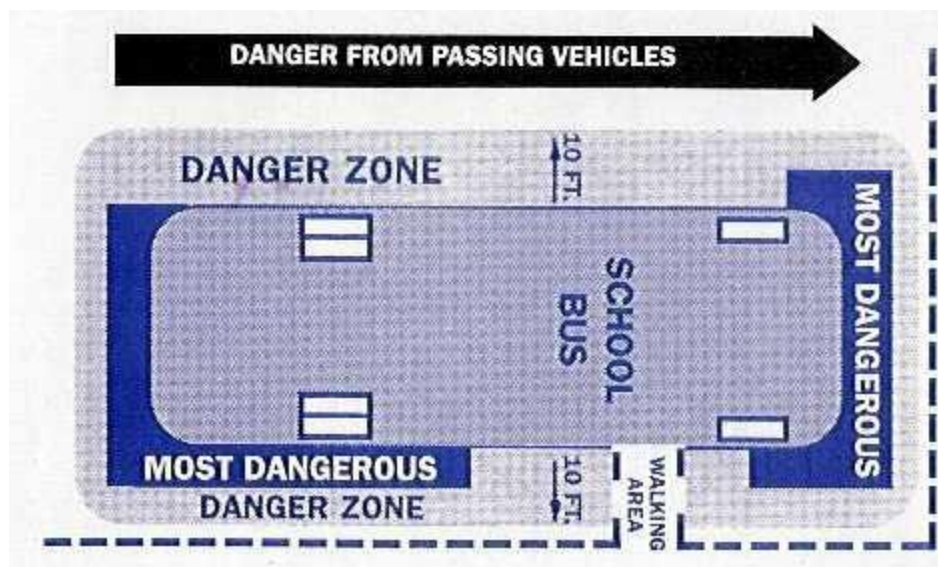 DANGER FROM PASSING VEHICLES
DANGER ZONE
10 FT.
MOST DANGEROUS
SCHOOL
BUS
MOST DANGEROUS
DANGER ZONE
10 FT.
WALKING
AREA